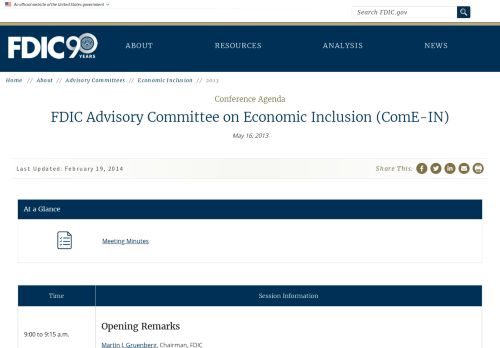 An official website of the United States government
Search FDIC.gov
FDIC 90 YEARS
ABOUT RESOURCES ANALYSIS NEWS
Home // About // Advisory Committees // Economic Inclusion // 2013
Conference Agenda
FDIC Advisory Committee on Economic Inclusion (ComE-IN)
May 16, 2013
Last Updated: February 19, 2014
Share This:
At a Glance
Meeting Minutes
Time Session Information
Opening Remarks
9:00 to 9:15 a.m.
Martin J. Gruenberg, Chairman, FDIC